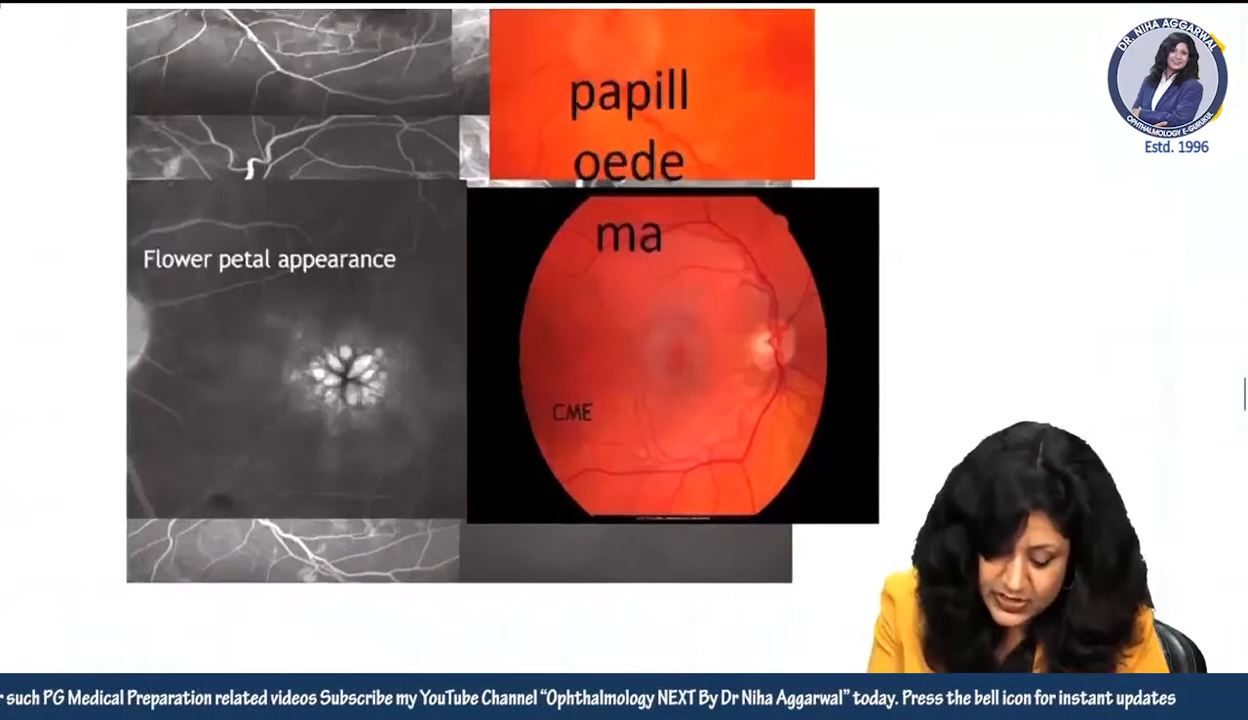 papill
oede
ma
Flower petal appearance
CME
DR. NIHA AGGARWAL
OPHTHALMOLOGY E-GURUKUL
Estd. 1996
r such PG Medical Preparation related videos Subscribe my YouTube Channel “Ophthalmology NEXT By Dr Niha Aggarwal” today. Press the bell icon for instant updates